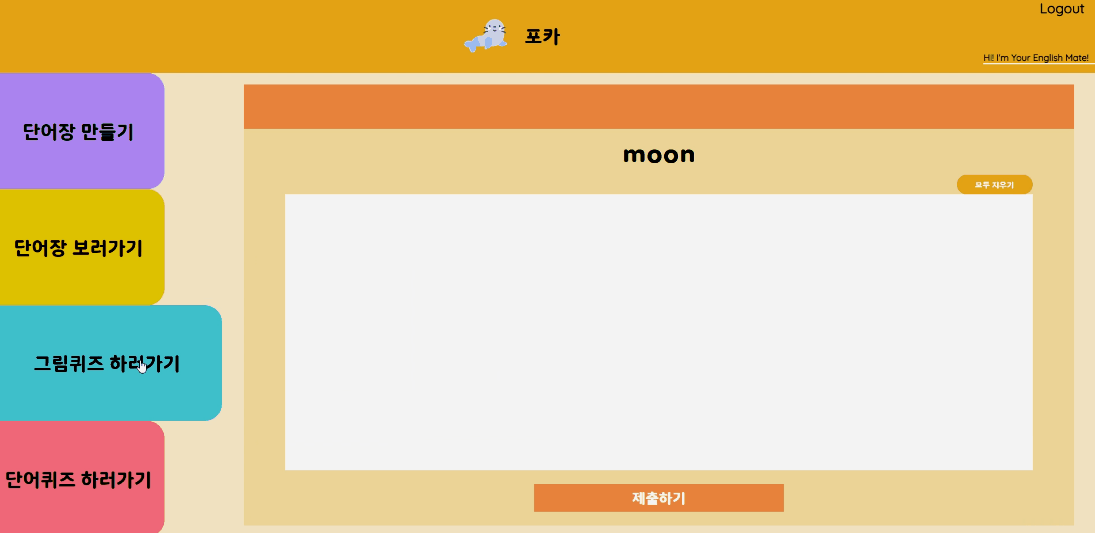 Logout
포카
Hi! I'm Your English Mate!
단어장 만들기
단어장 보러가기
그림퀴즈 하러가기
단어퀴즈 하러가기
moon
모두 지우기
제출하기